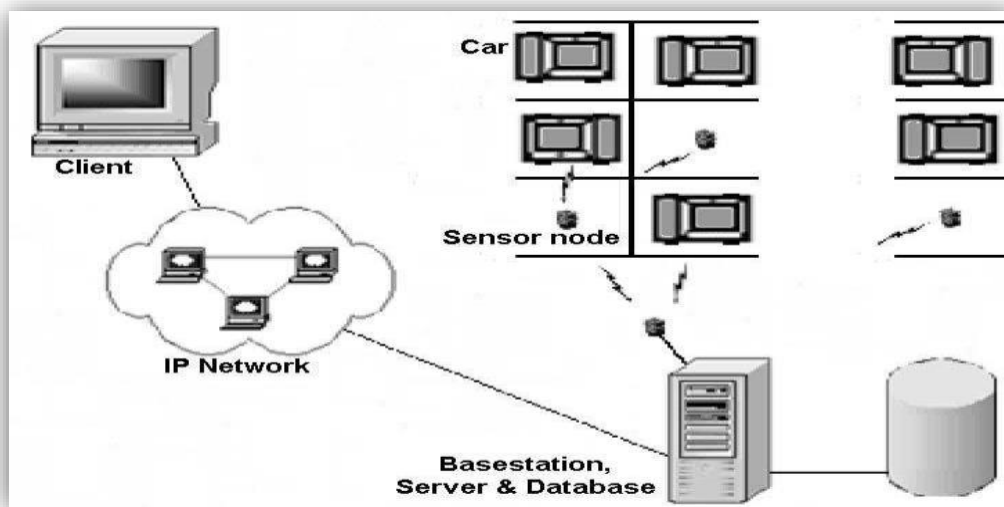 Car
Client
Sensor node
IP Network
Basestation,
Server & Database